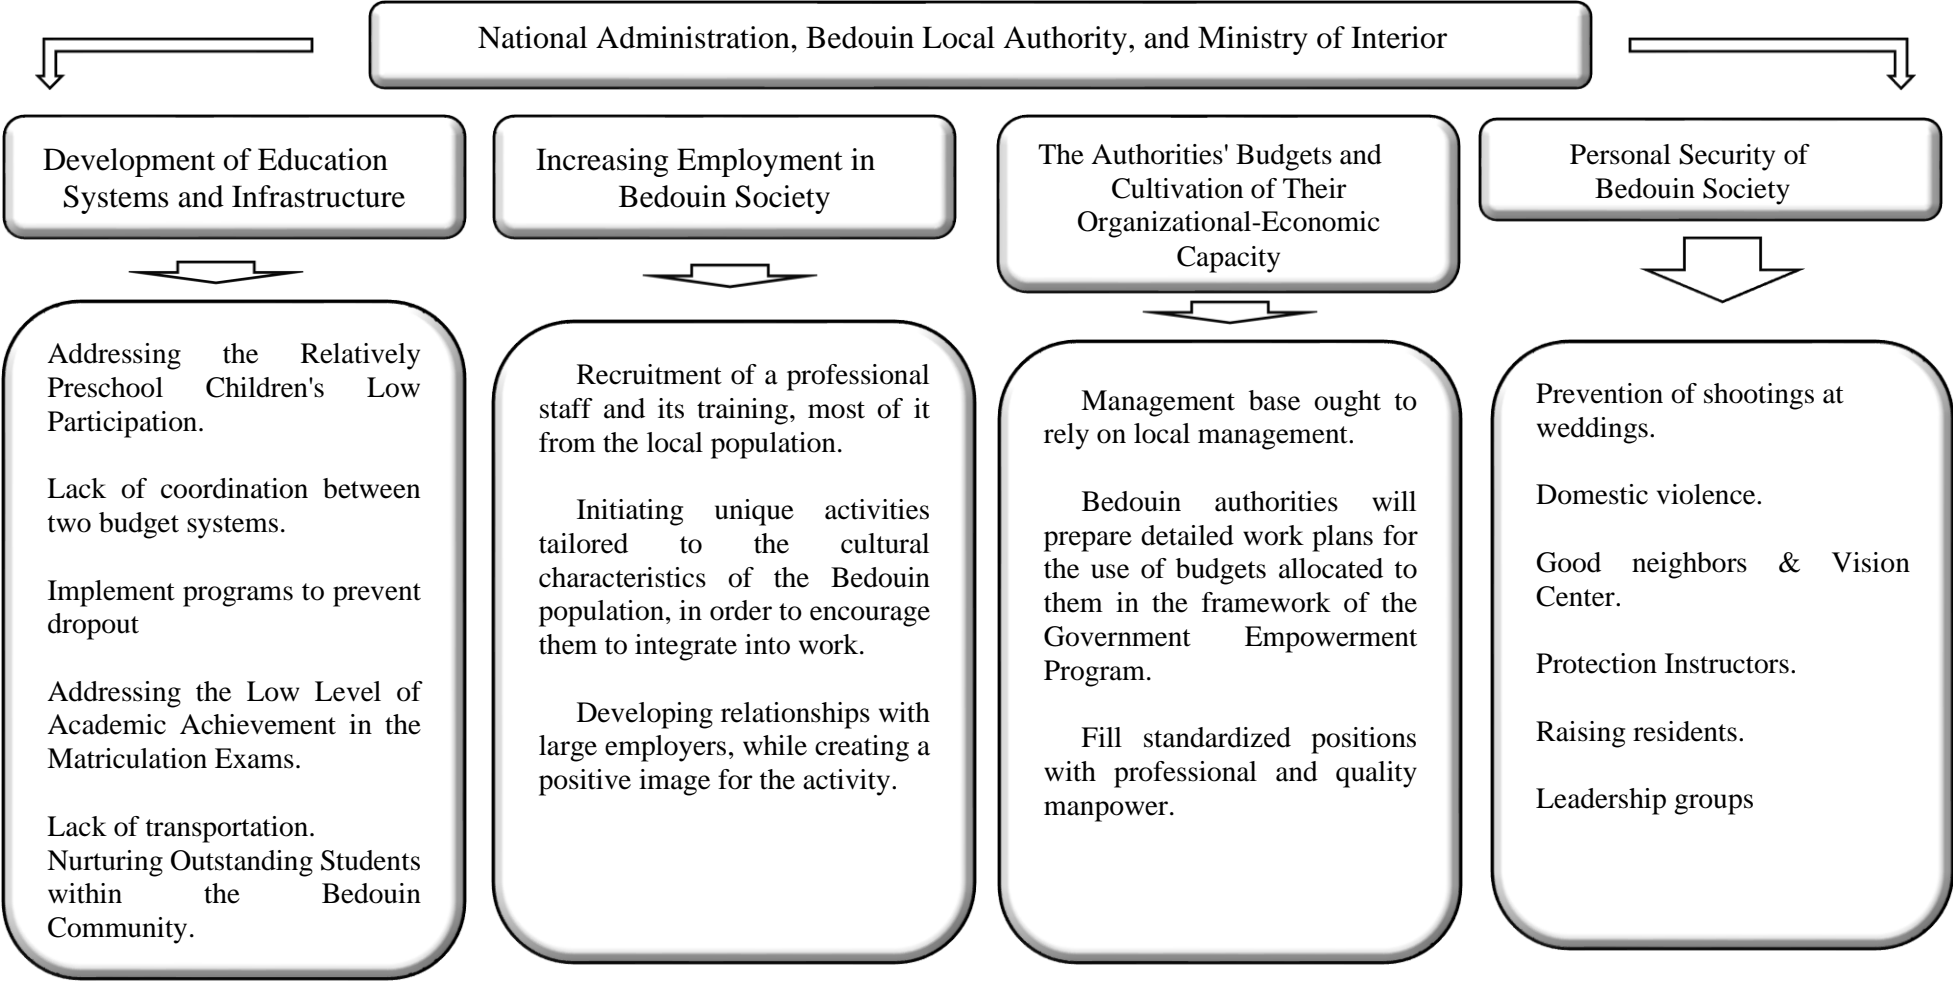 National Administration, Bedouin Local Authority, and Ministry of Interior
Development of Education
Systems and Infrastructure
Increasing Employment in
Bedouin Society
The Authorities' Budgets and
Cultivation of Their
Organizational-Economic
Capacity
Personal Security of
Bedouin Society
Addressing the Relatively
Preschool Children's Low
Participation.
Lack of coordination between
two budget systems.
Implement programs to prevent
dropout
Addressing the Low Level of
Academic Achievement in the
Matriculation Exams.
Lack of transportation.
Nurturing Outstanding Students
within the Bedouin
Community.
Recruitment of a professional
staff and its training, most of it
from the local population.
Initiating unique activities
tailored to the cultural
characteristics of the Bedouin
population, in order to encourage
them to integrate into work.
Developing relationships with
large employers, while creating a
positive image for the activity.
Management base ought to
rely on local management.
Bedouin authorities will
prepare detailed work plans for
the use of budgets allocated to
them in the framework of the
Government Empowerment
Program.
Fill standardized positions
with professional and quality
manpower.
Prevention of shootings at
weddings.
Domestic violence.
Good neighbors & Vision
Center.
Protection Instructors.
Raising residents.
Leadership groups